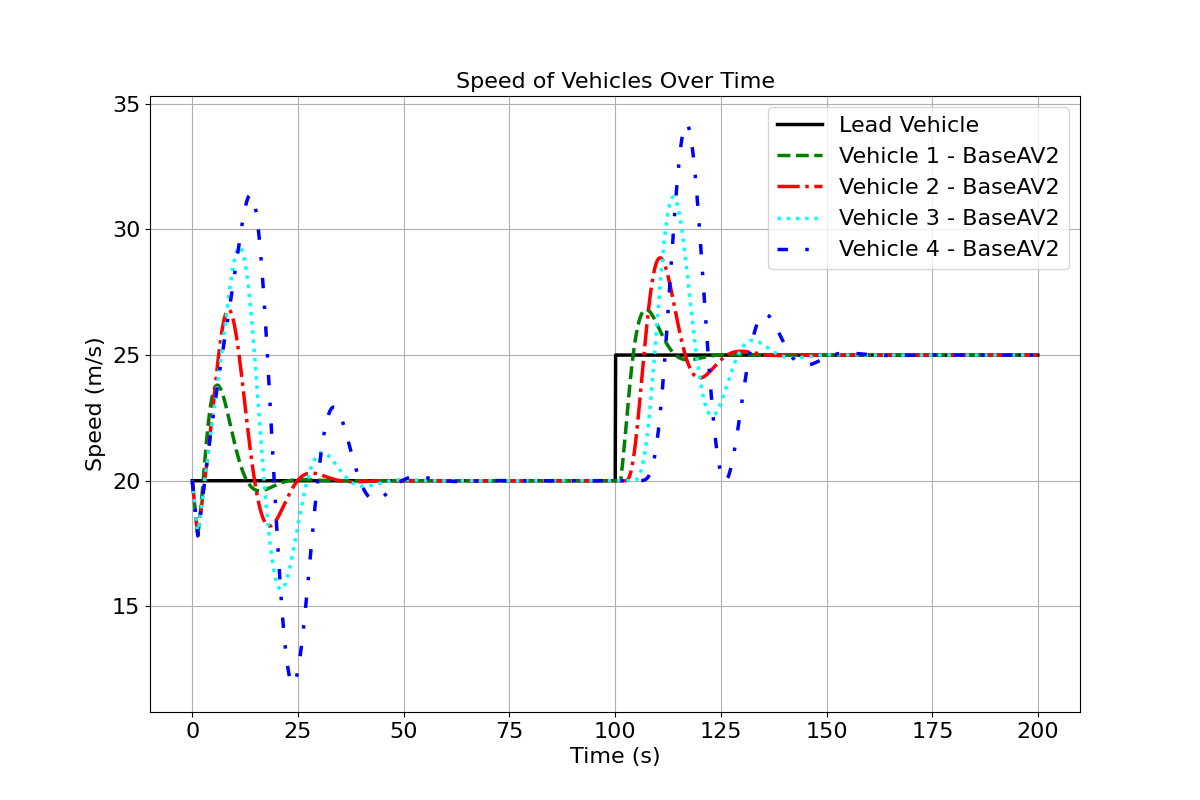 Speed of Vehicles Over Time
35
30
25
20
15
Speed (m/s)
Lead Vehicle
Vehicle 1 - BaseAV2
Vehicle 2 - BaseAV2
Vehicle 3 - BaseAV2
Vehicle 4 - BaseAV2
0 25 50 75 100 125 150 175 200
Time (s)